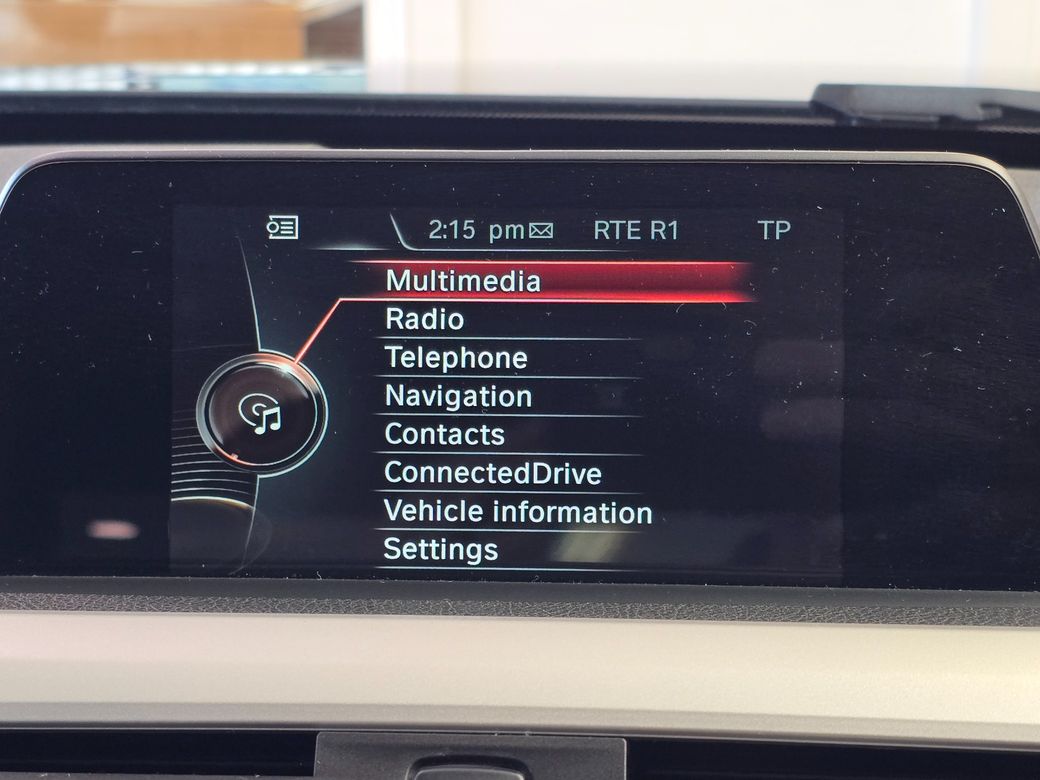 2:15 pm RTE R1 TP
Multimedia
Radio
Telephone
Navigation
Contacts
ConnectedDrive
Vehicle information
Settings